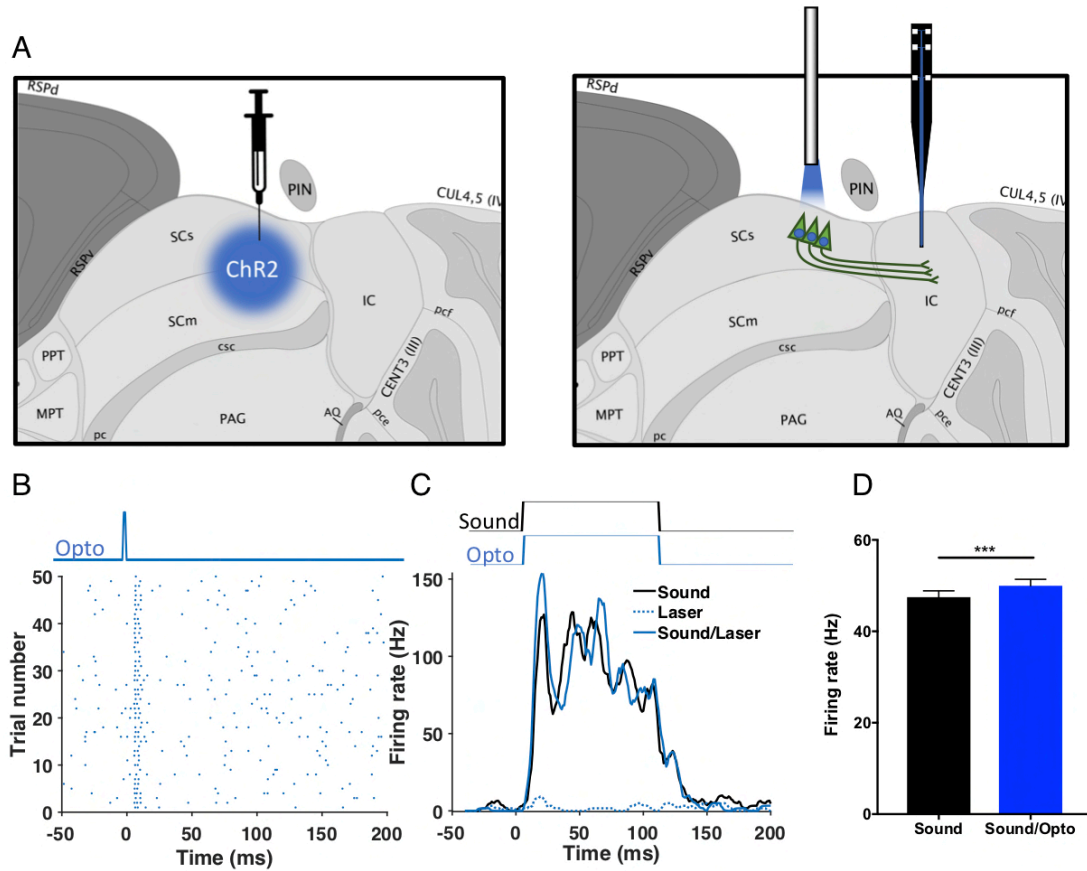 A
RSPd
PIN
CUL4,5 (IV
SCs
RSPv
ChR2
IC
SCm
pcf
csc
CENT3 (III)
PPT
MPT
PAG
AQ
pce
pc
RSPd
PIN
CUL4,5 (IV
SCs
RSPv
IC
SCm
pcf
csc
CENT3 (III)
PPT
MPT
PAG
AQ
pce
pc
B
Opto
Trial number
50
40
30
20
10
0
-50 0 50 100 150 200
Time (ms)
C
Sound
Opto
Firing rate (Hz)
150
100
50
0
Sound
Laser
Sound/Laser
-50 0 50 100 150 200
Time (ms)
D
Firing rate (Hz)
60
40
20
0
***
Sound Sound/Opto